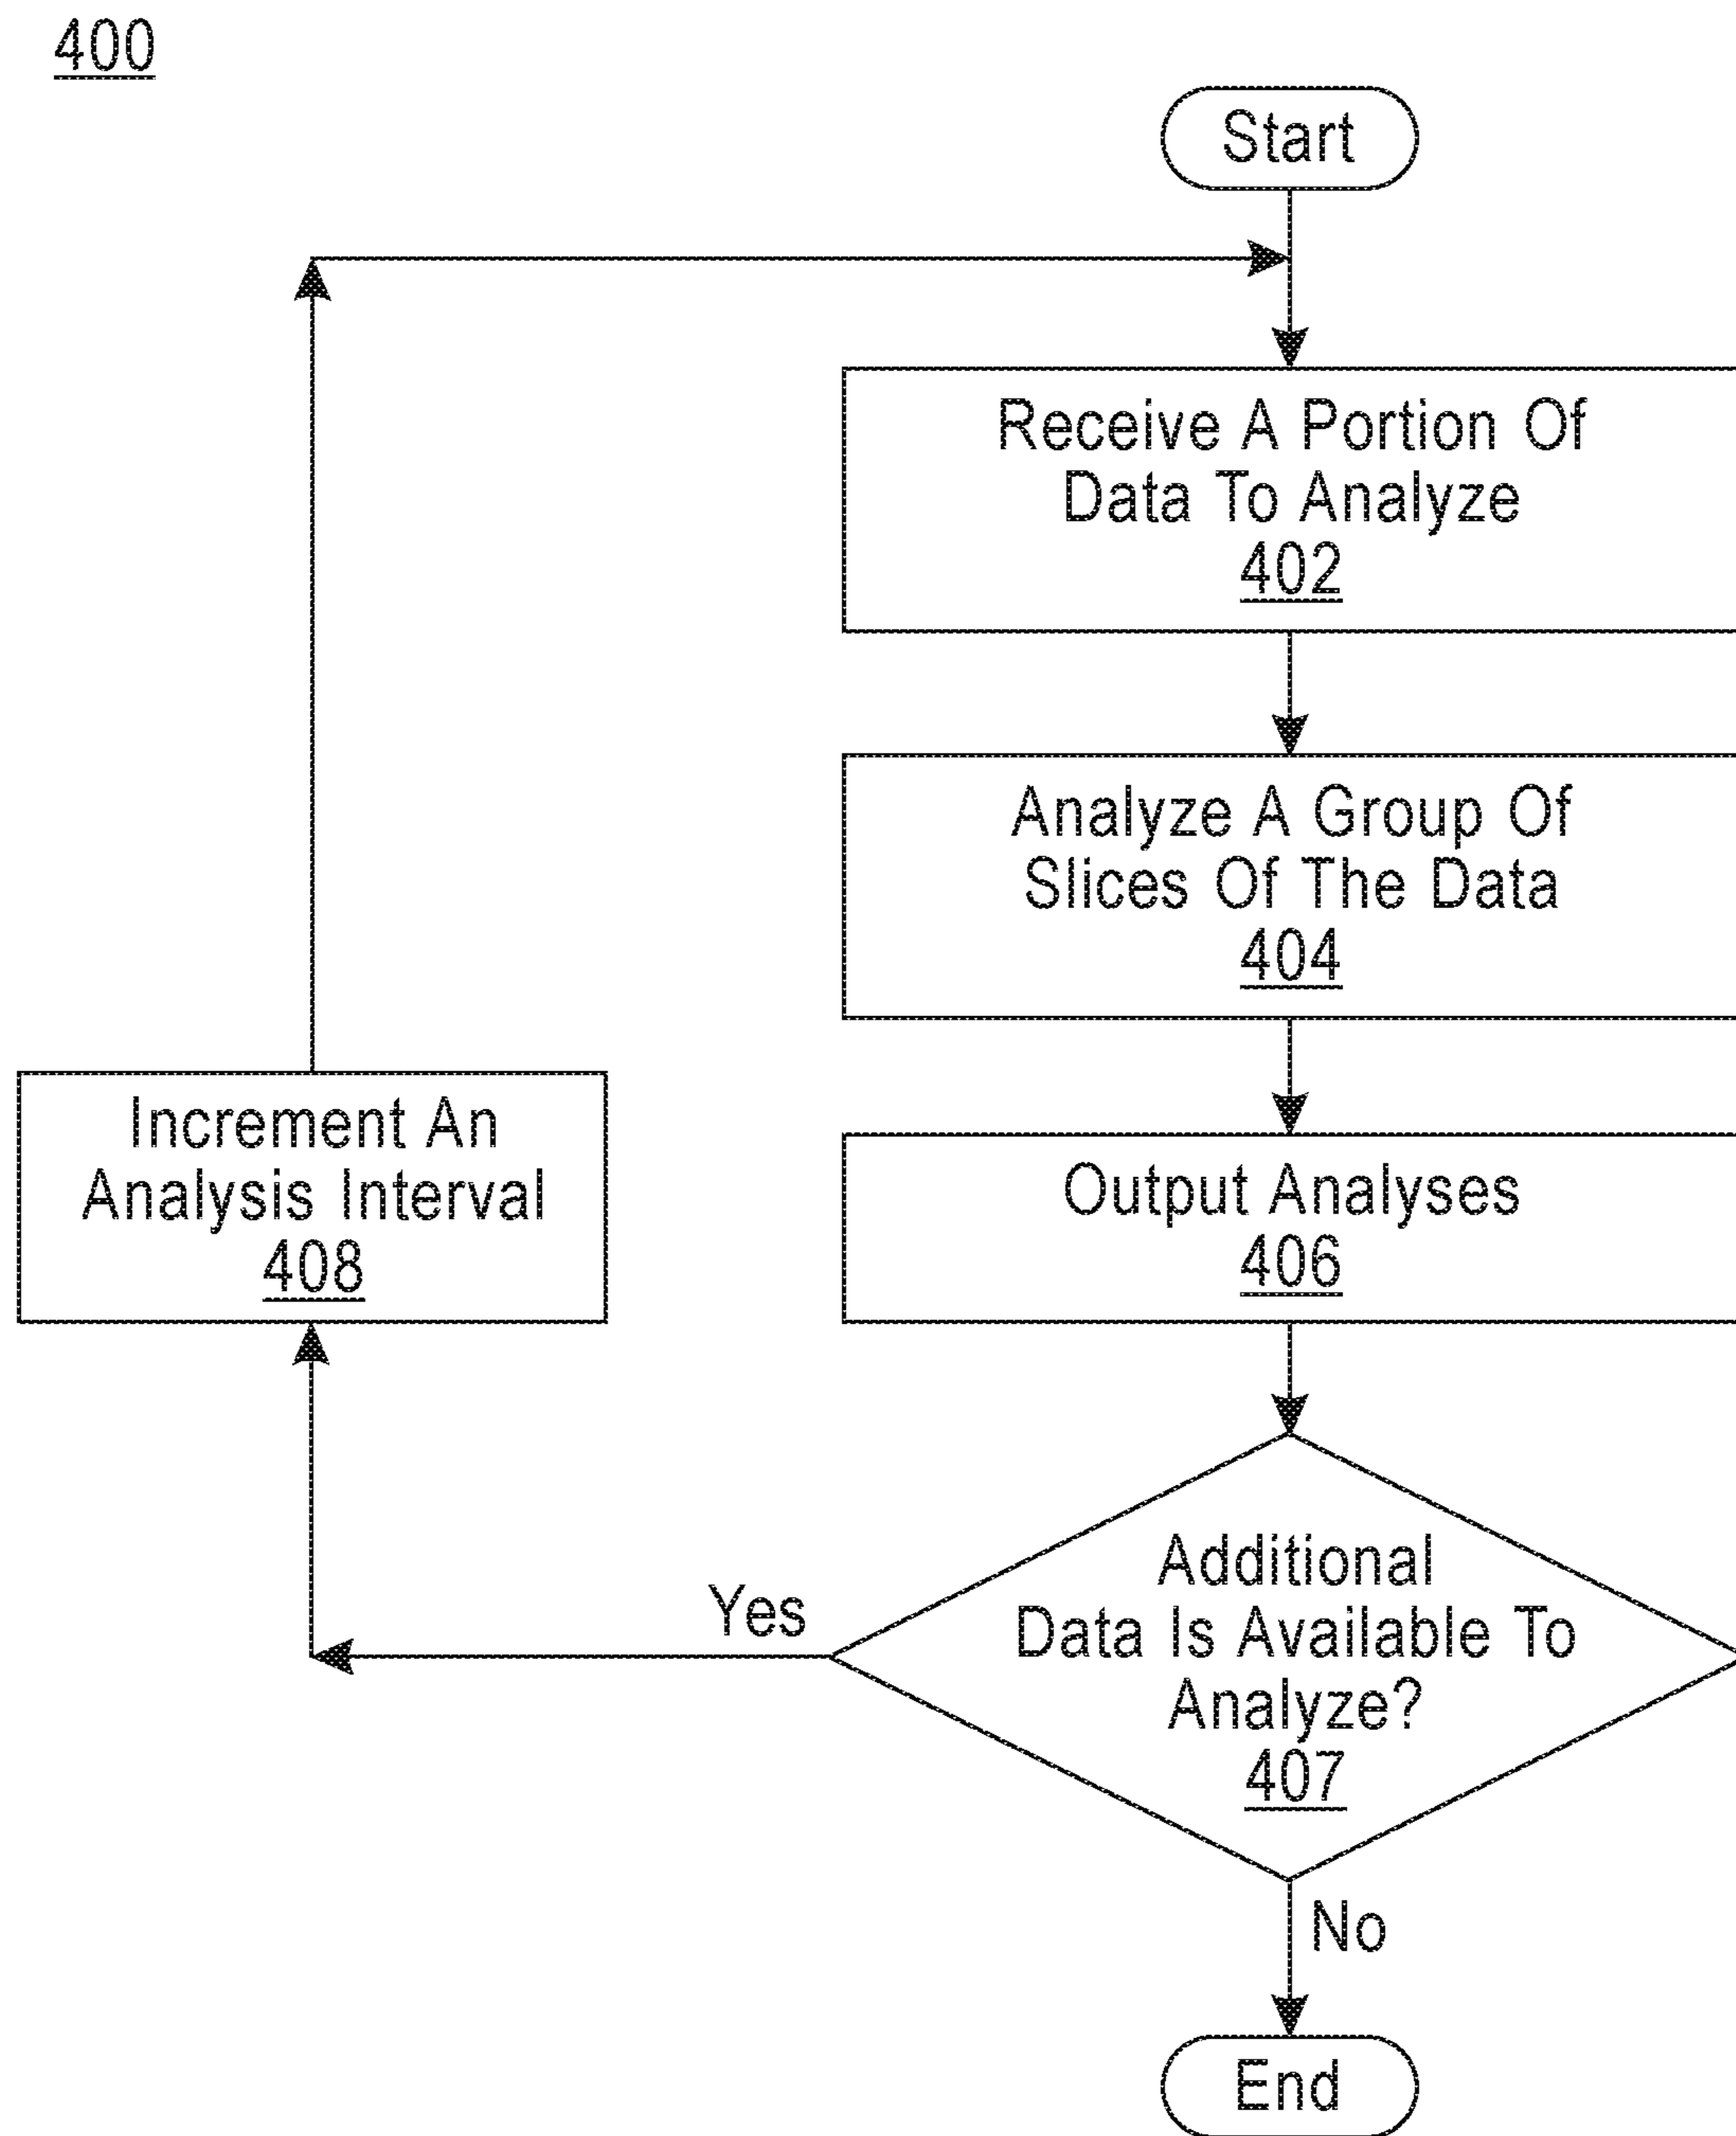 400
Start
Receive A Portion Of
Data To Analyze
402
Analyze A Group Of
Slices Of The Data
404
Increment An
Analysis Interval
408
Output Analyses
406
Yes
Additional
Data Is Available To
Analyze?
407
No
End